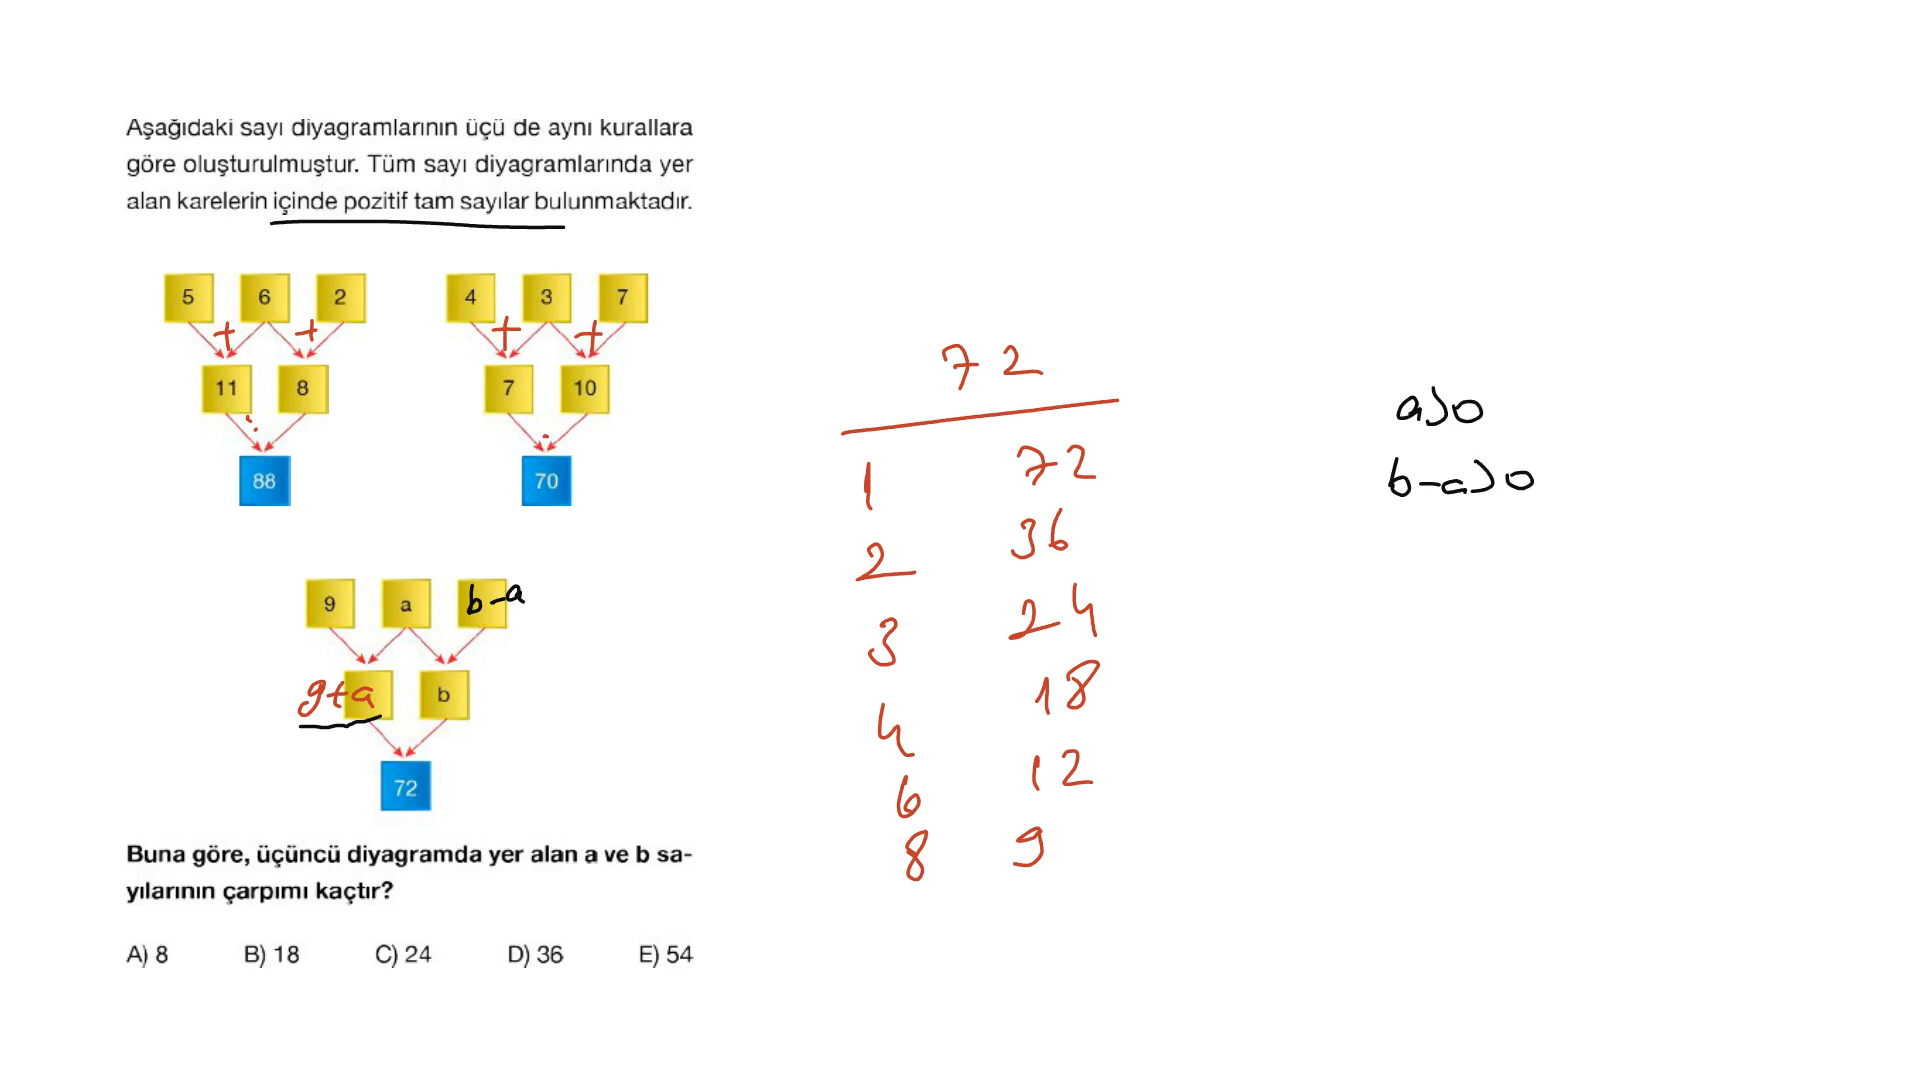 Aşağıdaki sayı diyagramlarının üçü de aynı kurallara
göre oluşturulmuştur. Tüm sayı diyagramlarında yer
alan karelerin içinde pozitif tam sayılar bulunmaktadır.
5 6 2 4 3 7
+ + + +
11 8 7 10
. .
88 70
9 a b-a
9+a b
72
Buna göre, üçüncü diyagramda yer alan a ve b sa-
yılarının çarpımı kaçtır?
A) 8 B) 18 C) 24 D) 36 E) 54
72
1 72
2 36
3 24
4 18
6 12
8 9
a>0
b-a>0